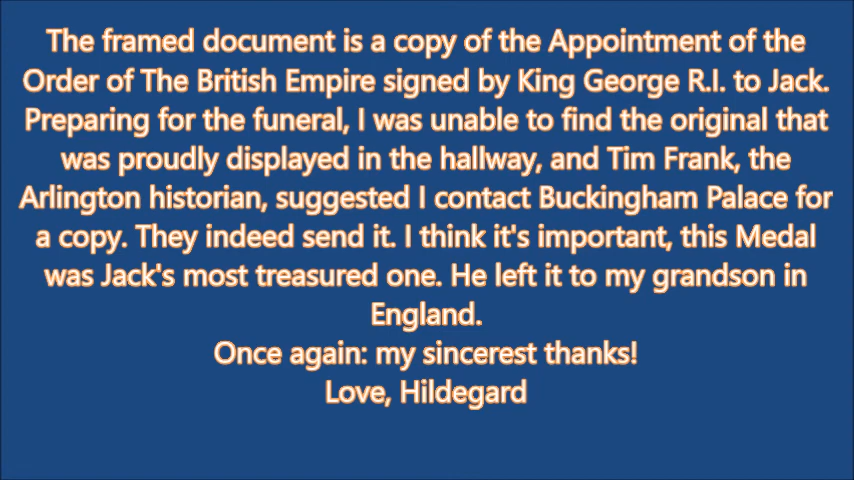 The framed document is a copy of the Appointment of the
Order of The British Empire signed by King George R.I. to Jack.
Preparing for the funeral, I was unable to find the original that
was proudly displayed in the hallway, and Tim Frank, the
Arlington historian, suggested I contact Buckingham Palace for
a copy. They indeed send it. I think it's important, this Medal
was Jack's most treasured one. He left it to my grandson in
England.
Once again: my sincerest thanks!
Love, Hildegard